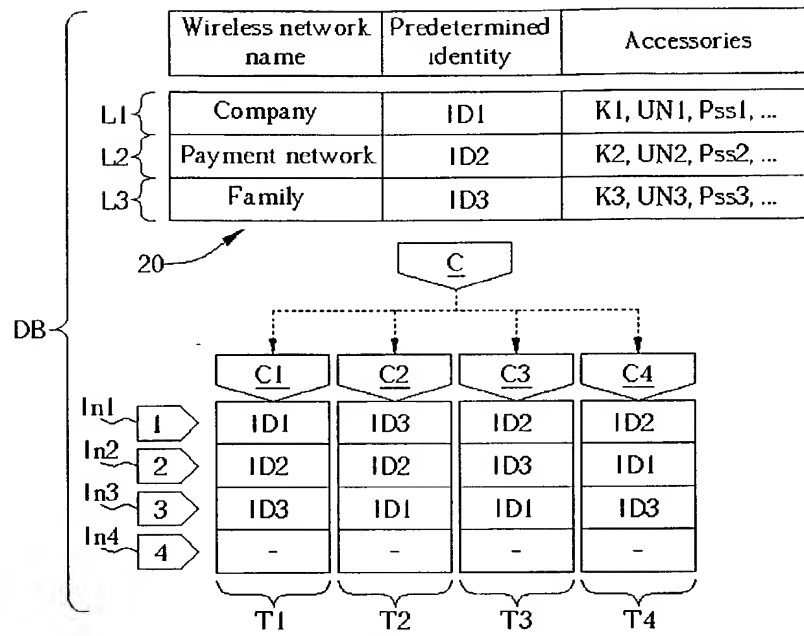 Wireless network name
Predetermined identity
Accessories
L1
Company
ID1
K1, UN1, Pss1, ...
L2
Payment network
ID2
K2, UN2, Pss2, ...
L3
Family
ID3
K3, UN3, Pss3, ...
20
C
DB
C1
C2
C3
C4
In1
1
ID1
ID3
ID2
ID2
In2
2
ID2
ID2
ID3
ID1
In3
3
ID3
ID1
ID1
ID3
In4
4
-
-
-
-
T1
T2
T3
T4